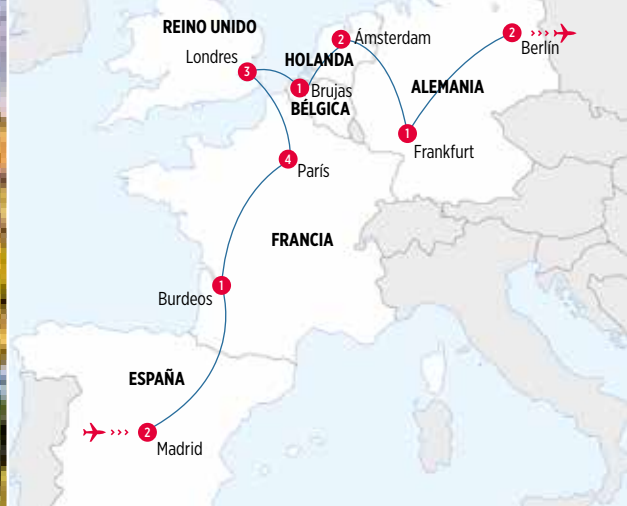 REINO UNIDO
Londres
3
HOLANDA
2
Ámsterdam
2
Berlín
1
Brujas
BÉLGICA
ALEMANIA
1
Frankfurt
4
París
FRANCIA
1
Burdeos
ESPAÑA
2
Madrid